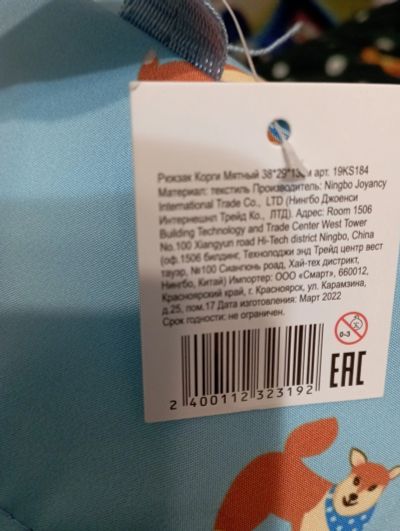 Рюкзак Корги Мятный 38*29*13см арт. 19KS184
Материал: текстиль Производитель: Ningbo Joyancy
International Trade Co., LTD (Нингбо Джоенси
Интернешнл Трейд Ко., ЛТД). Адрес: Room 1506
Building Technology and Trade Center West Tower
No.100 Xiangyun road Hi-Tech district Ningbo, China
(оф.1506 билдинг, Технолоджи энд Трейд центр вест
тауэр, №100 Сиангюнь роад, Хай-тех дистрикт,
Нингбо, Китай) Импортер: ООО «Смарт», 660012,
Красноярский край, г. Красноярск, ул. Карамзина,
д.25, пом.17 Дата изготовления: Март 2022
Срок годности: не ограничен.
0-3
EAC
2 400112 323192